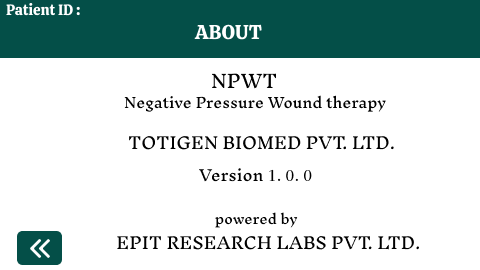 Patient ID :
ABOUT
NPWT
Negative Pressure Wound therapy
TOTIGEN BIOMED PVT. LTD.
Version 1. 0. 0
powered by
EPIT RESEARCH LABS PVT. LTD.